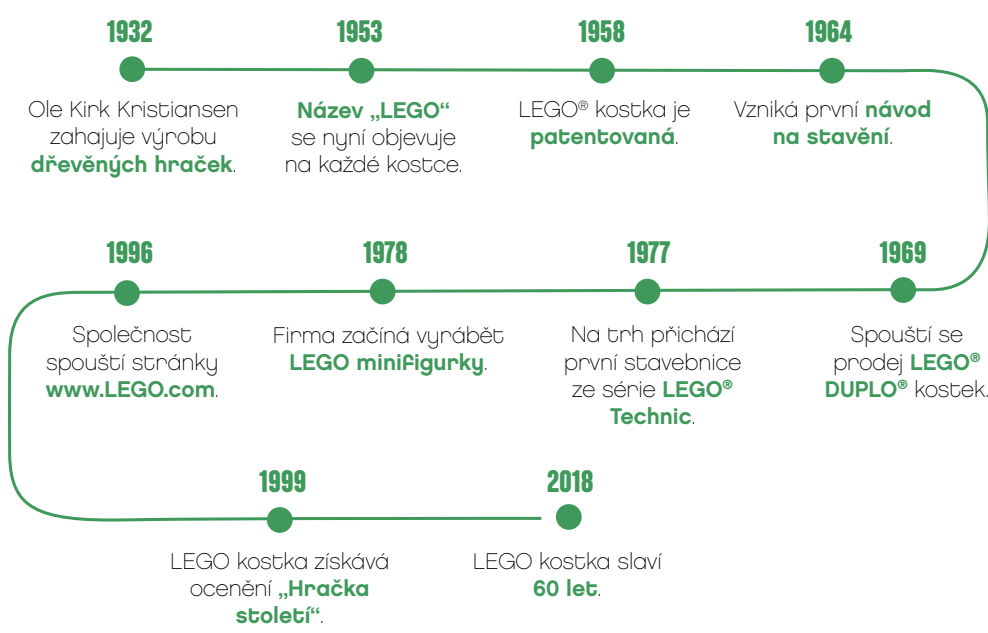 1932
Ole Kirk Kristiansen
zahajuje výrobu
dřevěných hraček.
1953
Název „LEGO“
se nyní objevuje
na každé kostce.
1958
LEGO® kostka je
patentovaná.
1964
Vzniká první návod
na stavění.
1969
Spouští se
prodej LEGO®
DUPLO® kostek.
1977
Na trh přichází
první stavebnice
ze série LEGO®
Technic.
1978
Firma začíná vyrábět
LEGO minifigurky.
1996
Společnost
spouští stránky
www.LEGO.com.
1999
LEGO kostka získává
ocenění „Hračka
století“.
2018
LEGO kostka slaví
60 let.